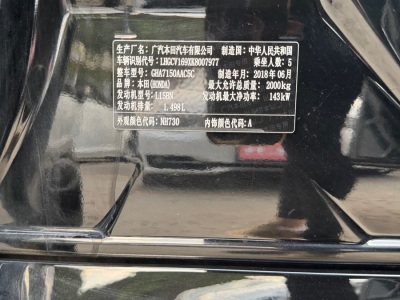 生产厂名：广汽本田汽车有限公司 制造国：中华人民共和国
车辆识别代号：LHGCV1690K8007977 乘坐人数：5
整车型号：GHA7150AAC5C 制造年月：2018年06月
品牌：本田(HONDA) 最大允许总质量：2000kg
发动机型号：L15BN 发动机最大净功率：143kW
发动机排量：1.498L
外观颜色代码：NH730 内饰颜色代码：A